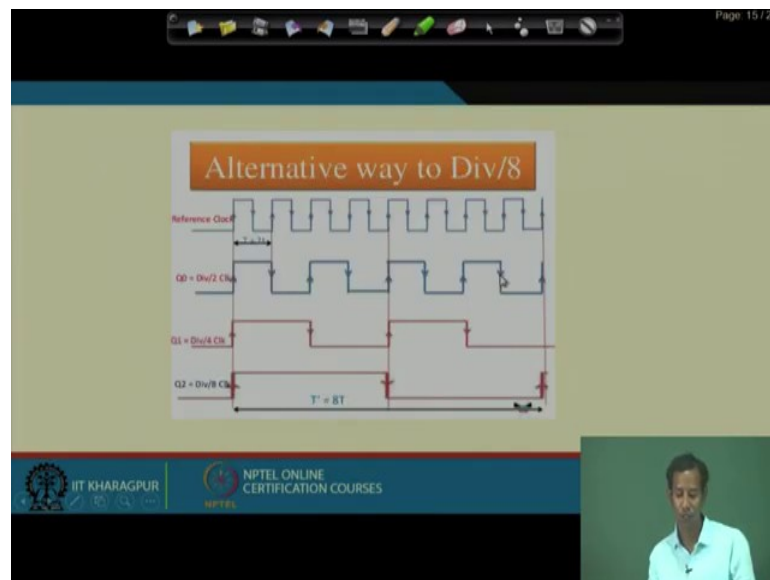 Page: 15/2
Alternative way to Div/8
Reference Clock
Q0 = Div/2 Clk
Q1 = Div/4 Clk
Q2 = Div/8 Clk
T' = 8T
IIT KHARAGPUR
NPTEL
NPTEL ONLINE
CERTIFICATION COURSES